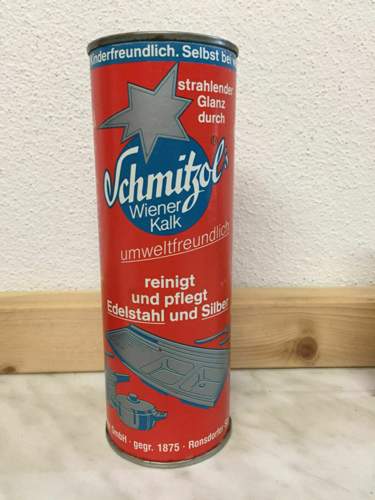 Kinderfreundlich. Selbst bei
strahlender
Glanz
durch
Schmitzol's
Wiener
Kalk
umweltfreundlich
reinigt
und pflegt
Edelstahl und Silber
GmbH · gegr. 1875 · Ronsdorfer